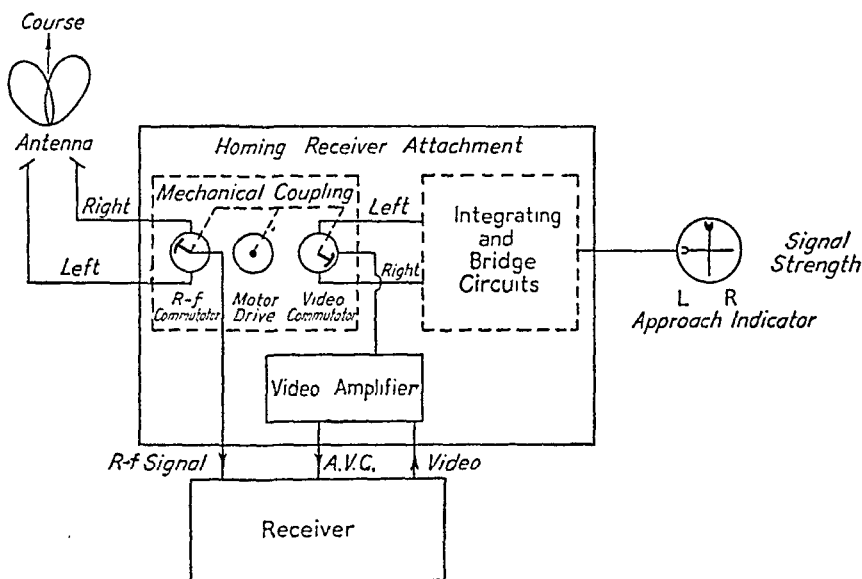 Course
Antenna
Homing Receiver Attachment
Mechanical Coupling
Right
Left
Left
Right
R-f
Commutator
Motor
Drive
Video
Commutator
Integrating
and
Bridge
Circuits
Signal
Strength
L R
Approach Indicator
Video Amplifier
R-f Signal
A.V.C.
Video
Receiver